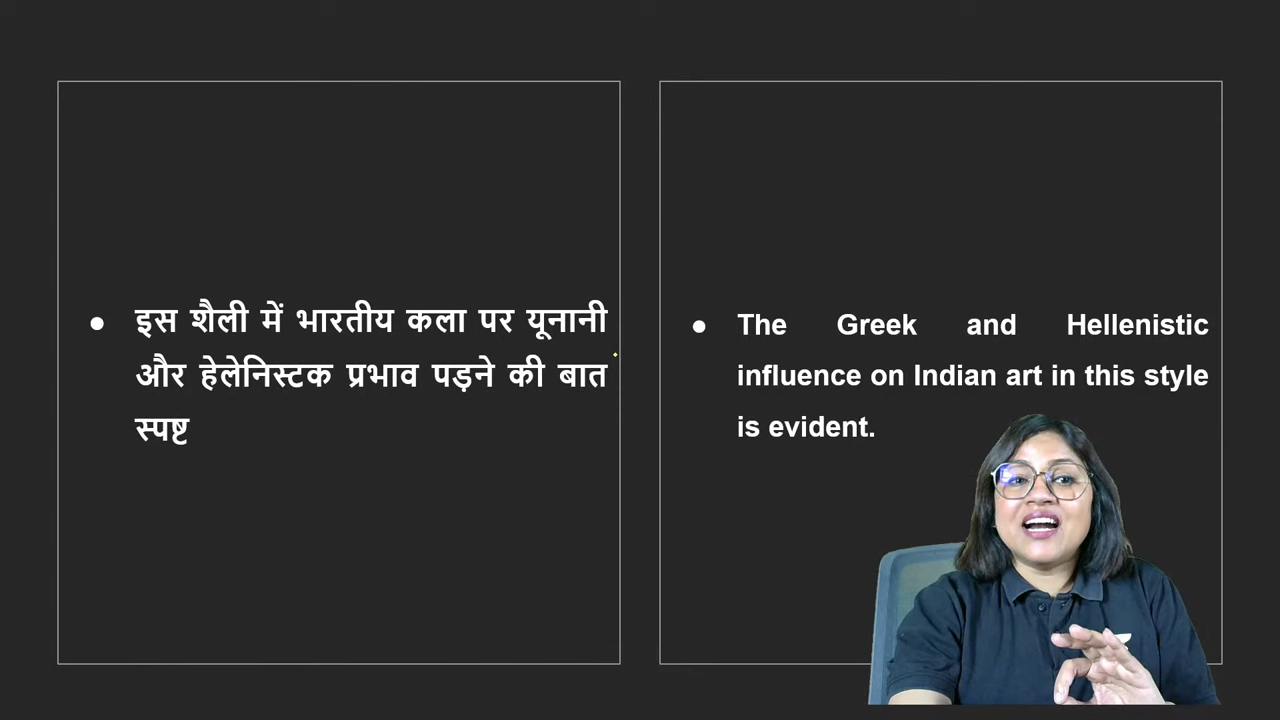 इस शैली में भारतीय कला पर यूनानी
और हेलेनिस्टक प्रभाव पड़ने की बात
स्पष्ट
The Greek and Hellenistic
influence on Indian art in this style
is evident.